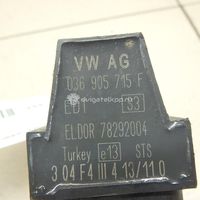 VW AG
036 905 715 F
ELDOR 78292004
Turkey e13 STS
3 04 F4 III 4 13/11 0